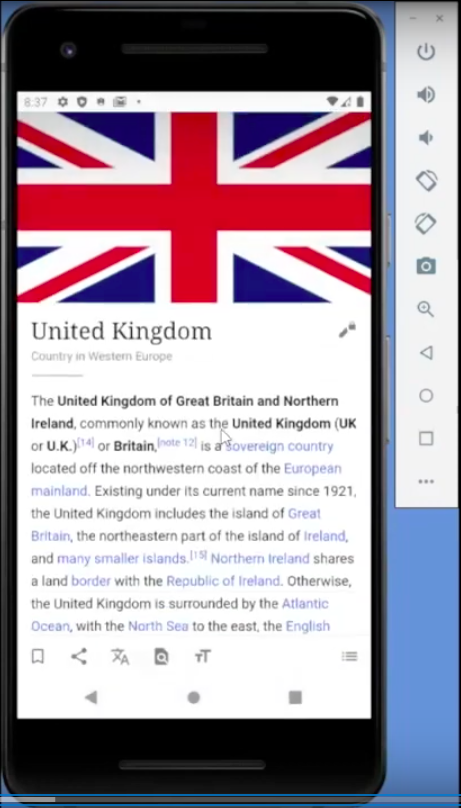 8:37
United Kingdom
Country in Western Europe
The United Kingdom of Great Britain and Northern
Ireland, commonly known as the United Kingdom (UK
or U.K.)[14] or Britain,[note 12] is a sovereign country
located off the northwestern coast of the European
mainland. Existing under its current name since 1921,
the United Kingdom includes the island of Great
Britain, the northeastern part of the island of Ireland,
and many smaller islands.[15] Northern Ireland shares
a land border with the Republic of Ireland. Otherwise,
the United Kingdom is surrounded by the Atlantic
Ocean, with the North Sea to the east, the English